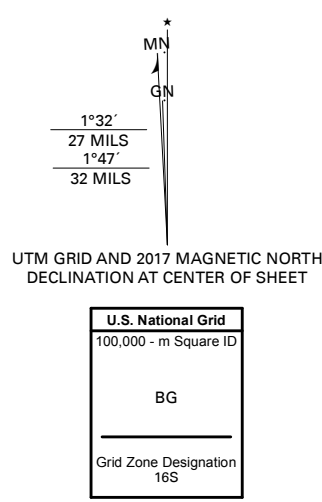 ★
MN
GN
1°32´
27 MILS
1°47´
32 MILS
UTM GRID AND 2017 MAGNETIC NORTH
DECLINATION AT CENTER OF SHEET
U.S. National Grid
100,000 - m Square ID
BG
Grid Zone Designation
16S